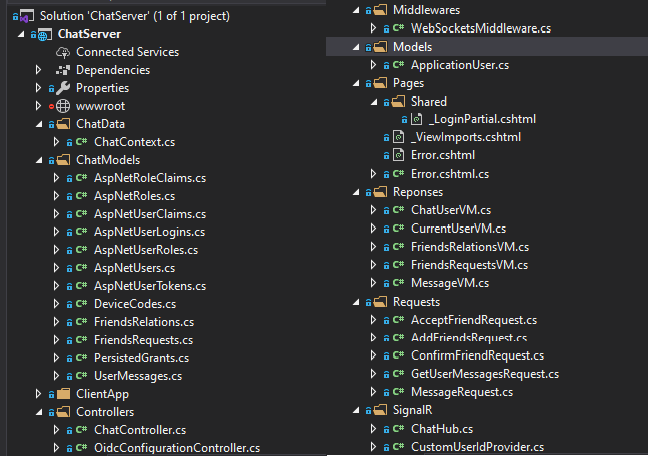 Solution 'ChatServer' (1 of 1 project)
ChatServer
Connected Services
Dependencies
Properties
wwwroot
ChatData
C# ChatContext.cs
ChatModels
C# AspNetRoleClaims.cs
C# AspNetRoles.cs
C# AspNetUserClaims.cs
C# AspNetUserLogins.cs
C# AspNetUserRoles.cs
C# AspNetUsers.cs
C# AspNetUserTokens.cs
C# DeviceCodes.cs
C# FriendsRelations.cs
C# FriendsRequests.cs
C# PersistedGrants.cs
C# UserMessages.cs
ClientApp
Controllers
C# ChatController.cs
C# OidcConfigurationController.cs
Middlewares
C# WebSocketsMiddleware.cs
Models
C# ApplicationUser.cs
Pages
Shared
_LoginPartial.cshtml
_ViewImports.cshtml
Error.cshtml
C# Error.cshtml.cs
Reponses
C# ChatUserVM.cs
C# CurrentUserVM.cs
C# FriendsRelationsVM.cs
C# FriendsRequestsVM.cs
C# MessageVM.cs
Requests
C# AcceptFriendRequest.cs
C# AddFriendsRequest.cs
C# ConfirmFriendRequest.cs
C# GetUserMessagesRequest.cs
C# MessageRequest.cs
SignalR
C# ChatHub.cs
C# CustomUserIdProvider.cs